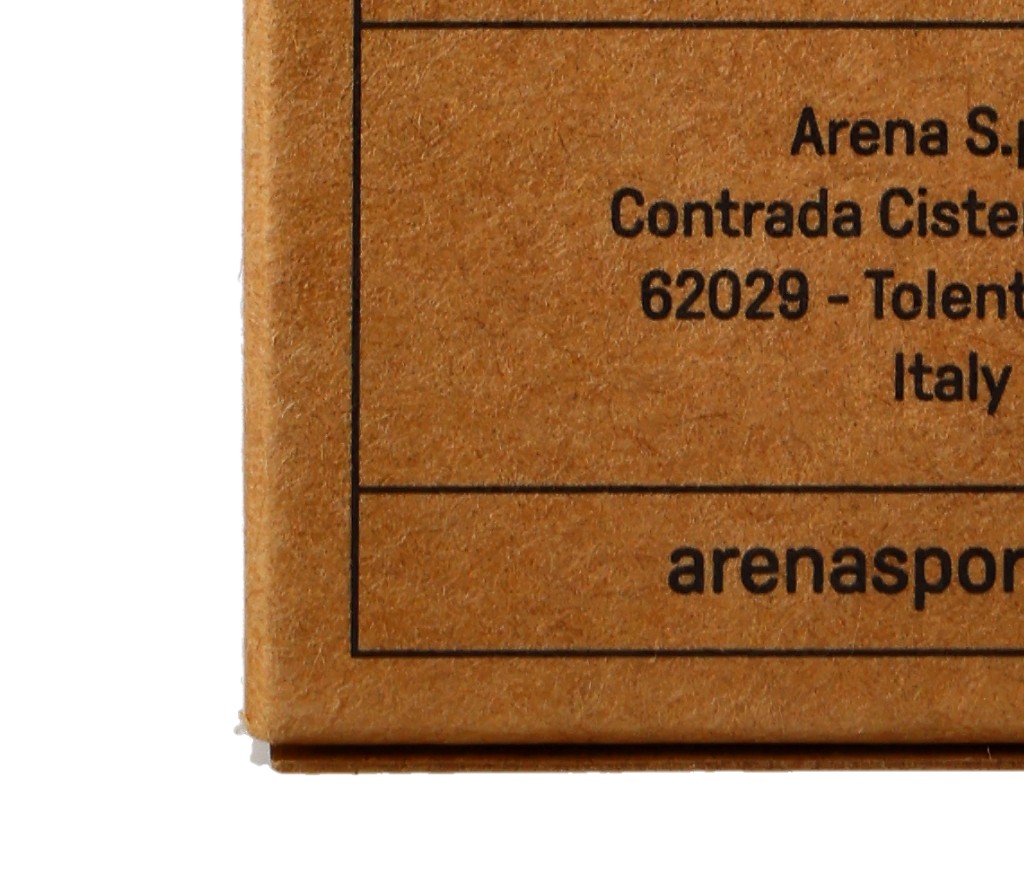 Arena S.p
Contrada Ciste
62029 - Tolent
Italy
arenaspor